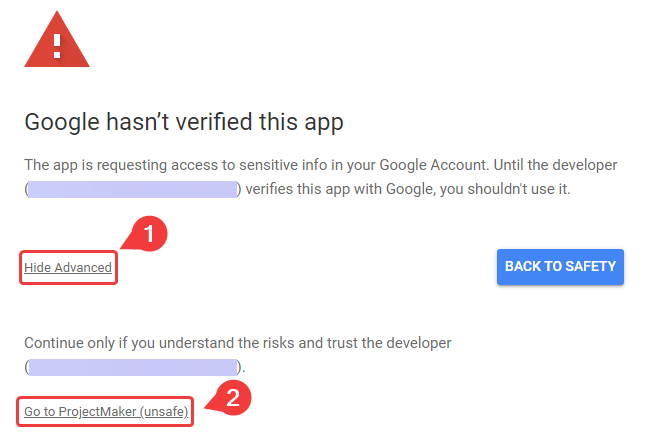 Google hasn’t verified this app
The app is requesting access to sensitive info in your Google Account. Until the developer
( ) verifies this app with Google, you shouldn't use it.
1
Hide Advanced
BACK TO SAFETY
Continue only if you understand the risks and trust the developer
( ).
2
Go to ProjectMaker (unsafe)